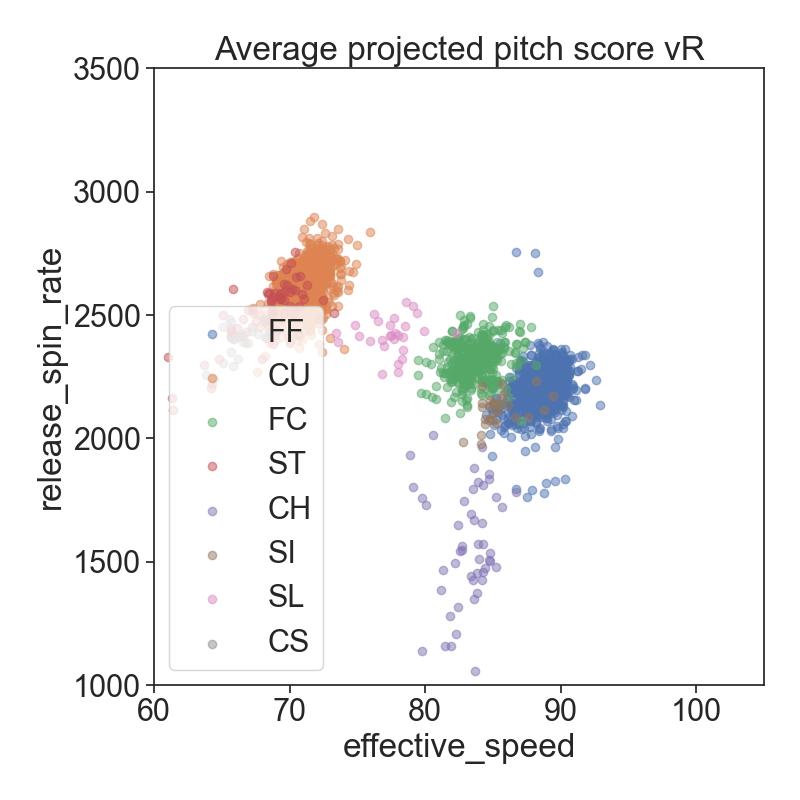 Average projected pitch score vR
3500
3000
2500
2000
1500
1000
release_spin_rate
FF
CU
FC
ST
CH
SI
SL
CS
60
70
80
90
100
effective_speed